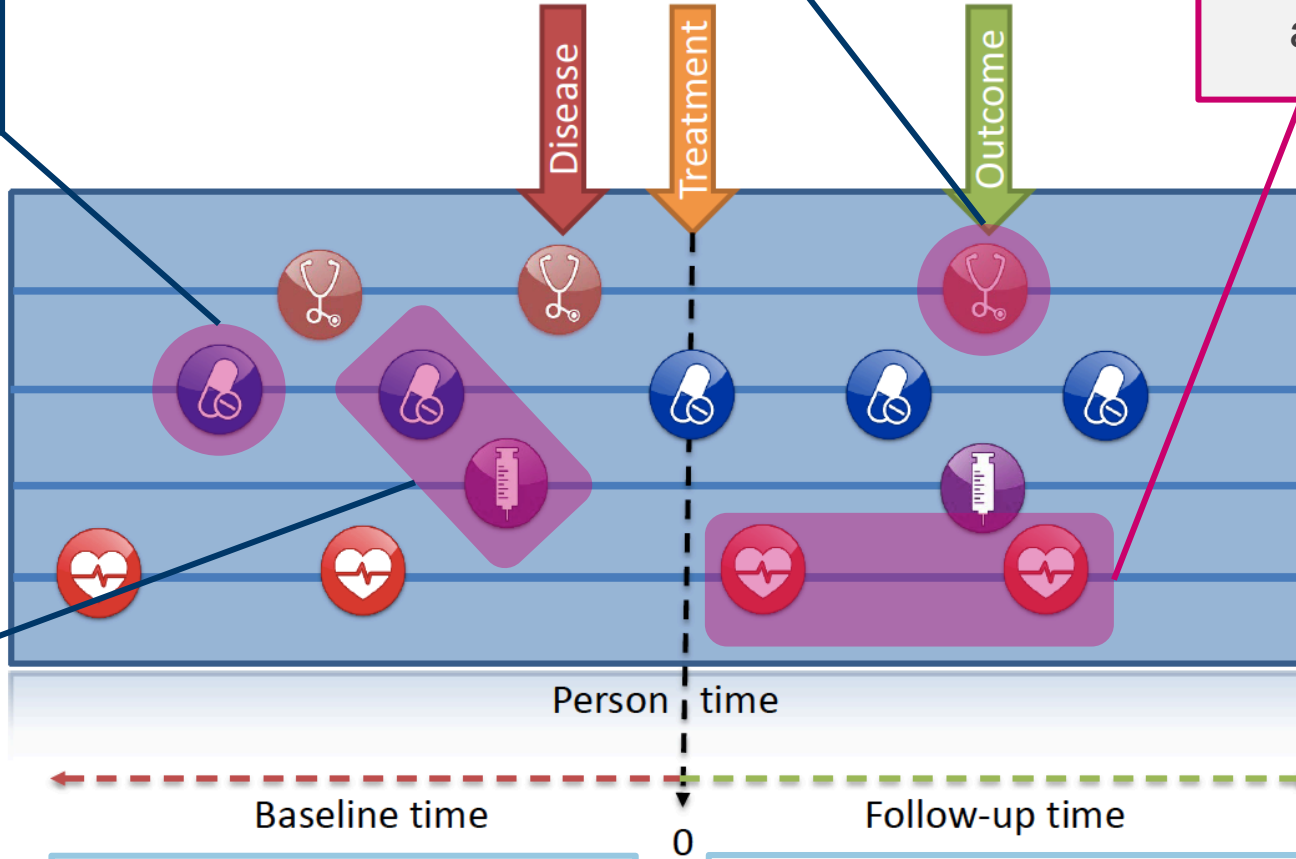 Disease
Treatment
Outcome
a
Person time
Baseline time
Follow-up time
0